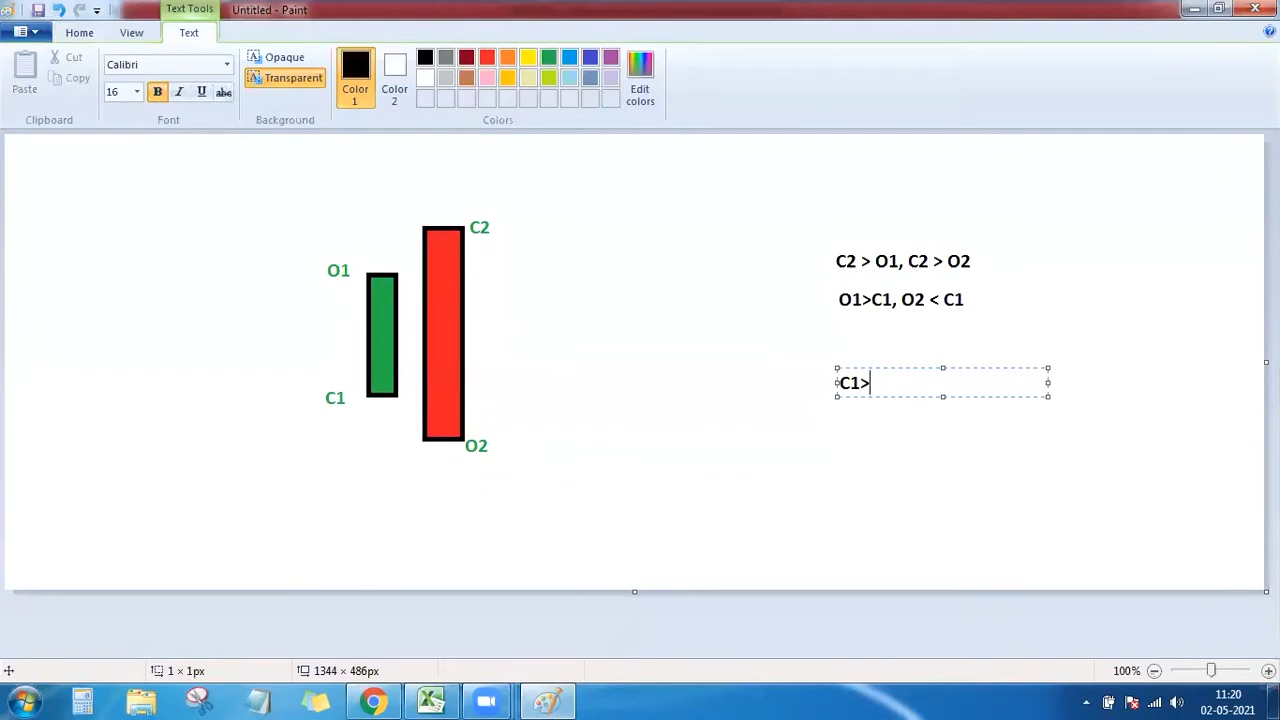 Text Tools
Untitled - Paint
Home View Text
Paste
Cut
Copy
Clipboard
Calibri
16 B I U abc
Font
Opaque
Transparent
Background
Color 1
Color 2
Edit colors
Colors
C2
O1
C1
O2
C2 > O1, C2 > O2
O1>C1, O2 < C1
C1>
1 × 1px
1344 × 486px
100%
11:20
02-05-2021